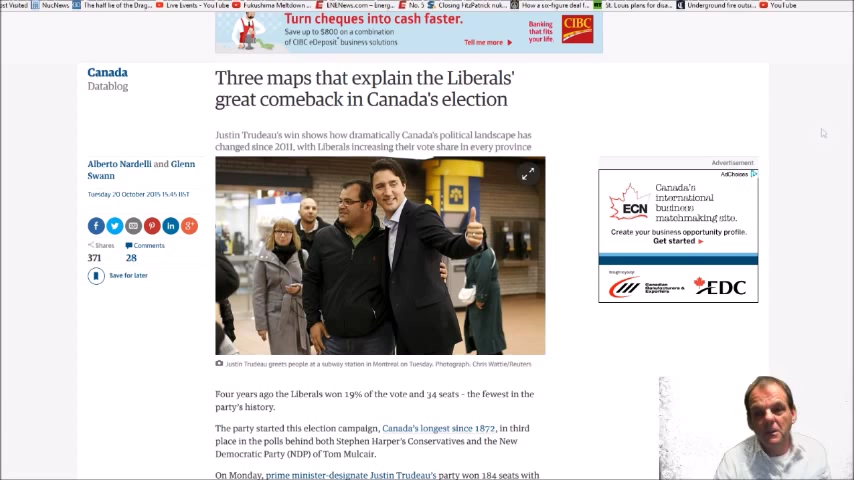 st Visited
NucNews
The half lie of the Drag...
Live Events - YouTube
Fukushima Meltdown
ENENews.com – Energ...
No. 5
Closing FitzPatrick nuk...
How a six-figure deal f...
St. Louis plans for disa...
Underground fire outsi...
YouTube
Turn cheques into cash faster.
Save up to $800 on a combination
of CIBC eDeposit business solutions
Tell me more
Banking
that fits
your life.
CIBC
Canada
Datablog
Three maps that explain the Liberals'
great comeback in Canada's election
Justin Trudeau's win shows how dramatically Canada's political landscape has
changed since 2011, with Liberals increasing their vote share in every province
Alberto Nardelli and Glenn
Swann
Tuesday 20 October 2015 15.45 BST
Shares
Comments
371
28
Save for later
Advertisement
AdChoices
ECN
Canada's
international
business
matchmaking site.
Create your business opportunity profile.
Get started
Canadian
Manufacturers &
Exporters
EDC
Justin Trudeau greets people at a subway station in Montreal on Tuesday. Photograph: Chris Wattie/Reuters
Four years ago the Liberals won 19% of the vote and 34 seats – the fewest in the
party's history.
The party started this election campaign, Canada's longest since 1872, in third
place in the polls behind both Stephen Harper's Conservatives and the New
Democratic Party (NDP) of Tom Mulcair.
On Monday, prime minister-designate Justin Trudeau's party won 184 seats with